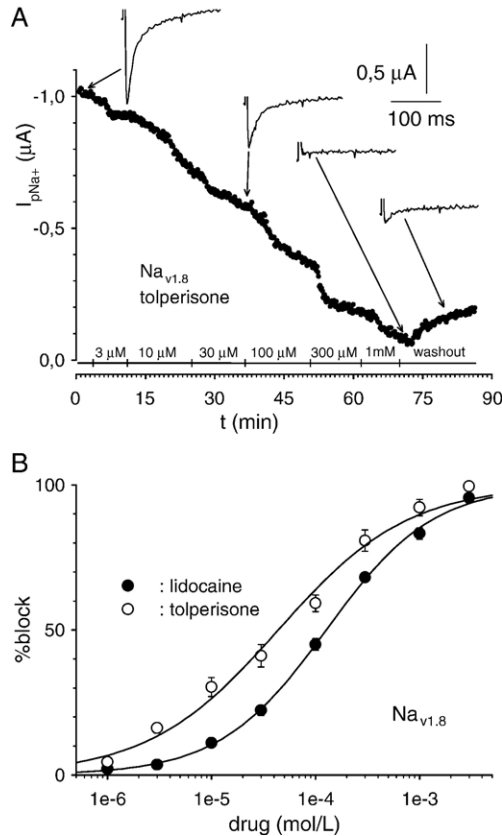 A
0,5 μA
100 ms
-1,0
-0,5
0,0
I pNa+ (μA)
Nav1.8
tolperisone
3 μM 10 μM 30 μM 100 μM 300 μM 1mM washout
0 15 30 45 60 75 90
t (min)
B
100
50
0
%block
: lidocaine
: tolperisone
Nav1.8
1e-6 1e-5 1e-4 1e-3
drug (mol/L)